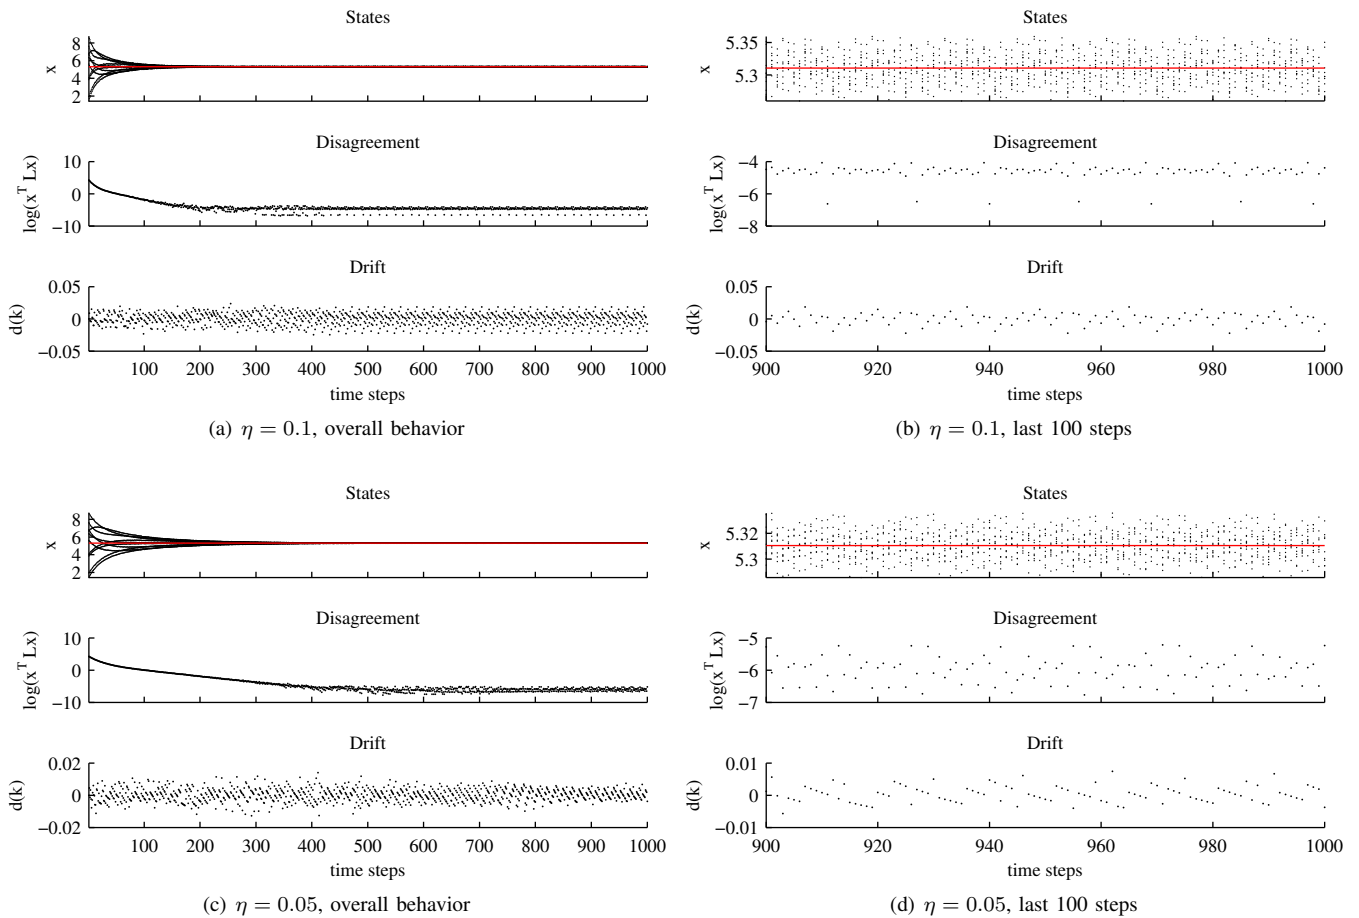 States
x
8
6
4
2
Disagreement
log(x^T Lx)
10
0
−10
Drift
d(k)
0.05
0
−0.05
100 200 300 400 500 600 700 800 900 1000
time steps
(a) η = 0.1, overall behavior
States
x
5.35
5.3
Disagreement
log(x^T Lx)
−4
−6
−8
Drift
d(k)
0.05
0
−0.05
900 920 940 960 980 1000
time steps
(b) η = 0.1, last 100 steps
States
x
8
6
4
2
Disagreement
log(x^T Lx)
10
0
−10
Drift
d(k)
0.02
0
−0.02
100 200 300 400 500 600 700 800 900 1000
time steps
(c) η = 0.05, overall behavior
States
x
5.32
5.3
Disagreement
log(x^T Lx)
−5
−6
−7
Drift
d(k)
0.01
0
−0.01
900 920 940 960 980 1000
time steps
(d) η = 0.05, last 100 steps